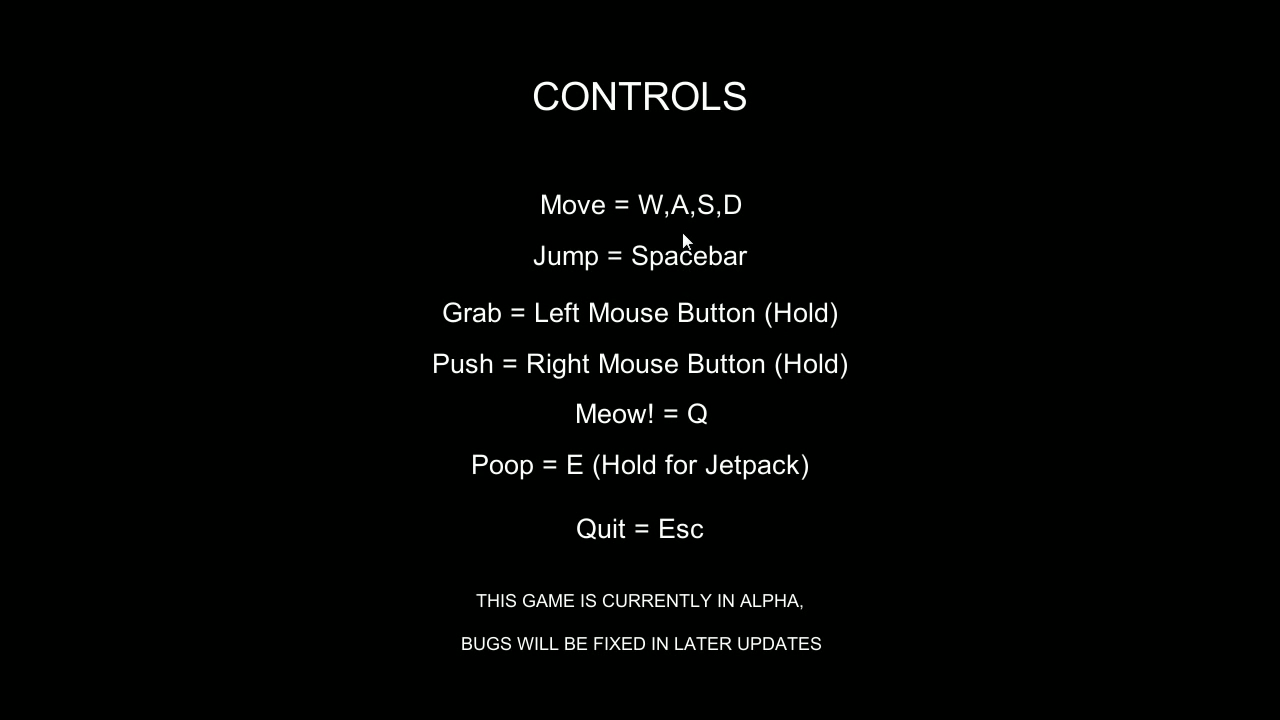 CONTROLS
Move = W,A,S,D
Jump = Spacebar
Grab = Left Mouse Button (Hold)
Push = Right Mouse Button (Hold)
Meow! = Q
Poop = E (Hold for Jetpack)
Quit = Esc
THIS GAME IS CURRENTLY IN ALPHA,
BUGS WILL BE FIXED IN LATER UPDATES